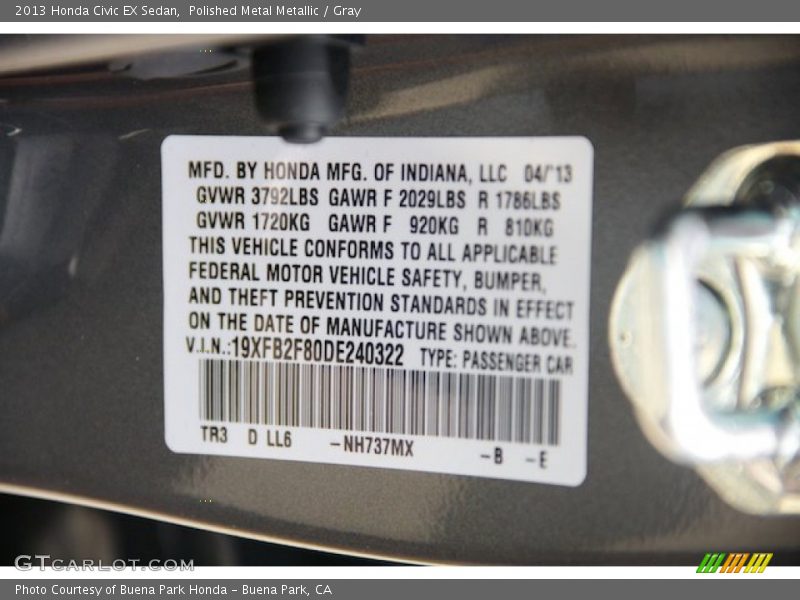 2013 Honda Civic EX Sedan,  Polished Metal Metallic / Gray
MFD. BY HONDA MFG. OF INDIANA, LLC 04/'13
GVWR 3792LBS GAWR F 2029LBS R 1786LBS
GVWR 1720KG GAWR F 920KG R 810KG
THIS VEHICLE CONFORMS TO ALL APPLICABLE
FEDERAL MOTOR VEHICLE SAFETY, BUMPER,
AND THEFT PREVENTION STANDARDS IN EFFECT
ON THE DATE OF MANUFACTURE SHOWN ABOVE.
V.I.N.:19XFB2F80DE240322 TYPE: PASSENGER CAR
TR3 D LL6 -NH737MX -B -E
GTCARLOT.COM
Photo Courtesy of Buena Park Honda – Buena Park, CA